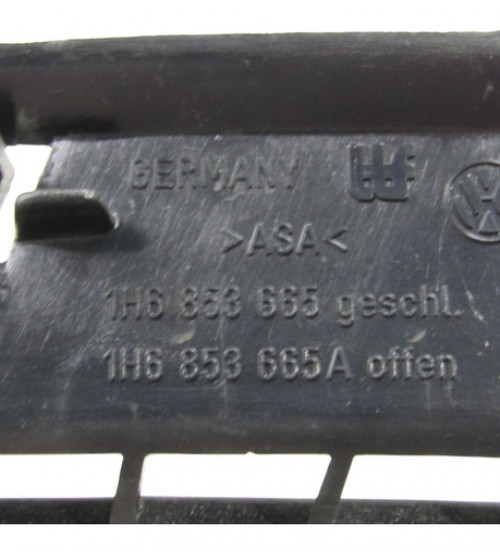 GERMANY
>ASA<
1H6 853 665 geschl.
1H6 853 665A offen